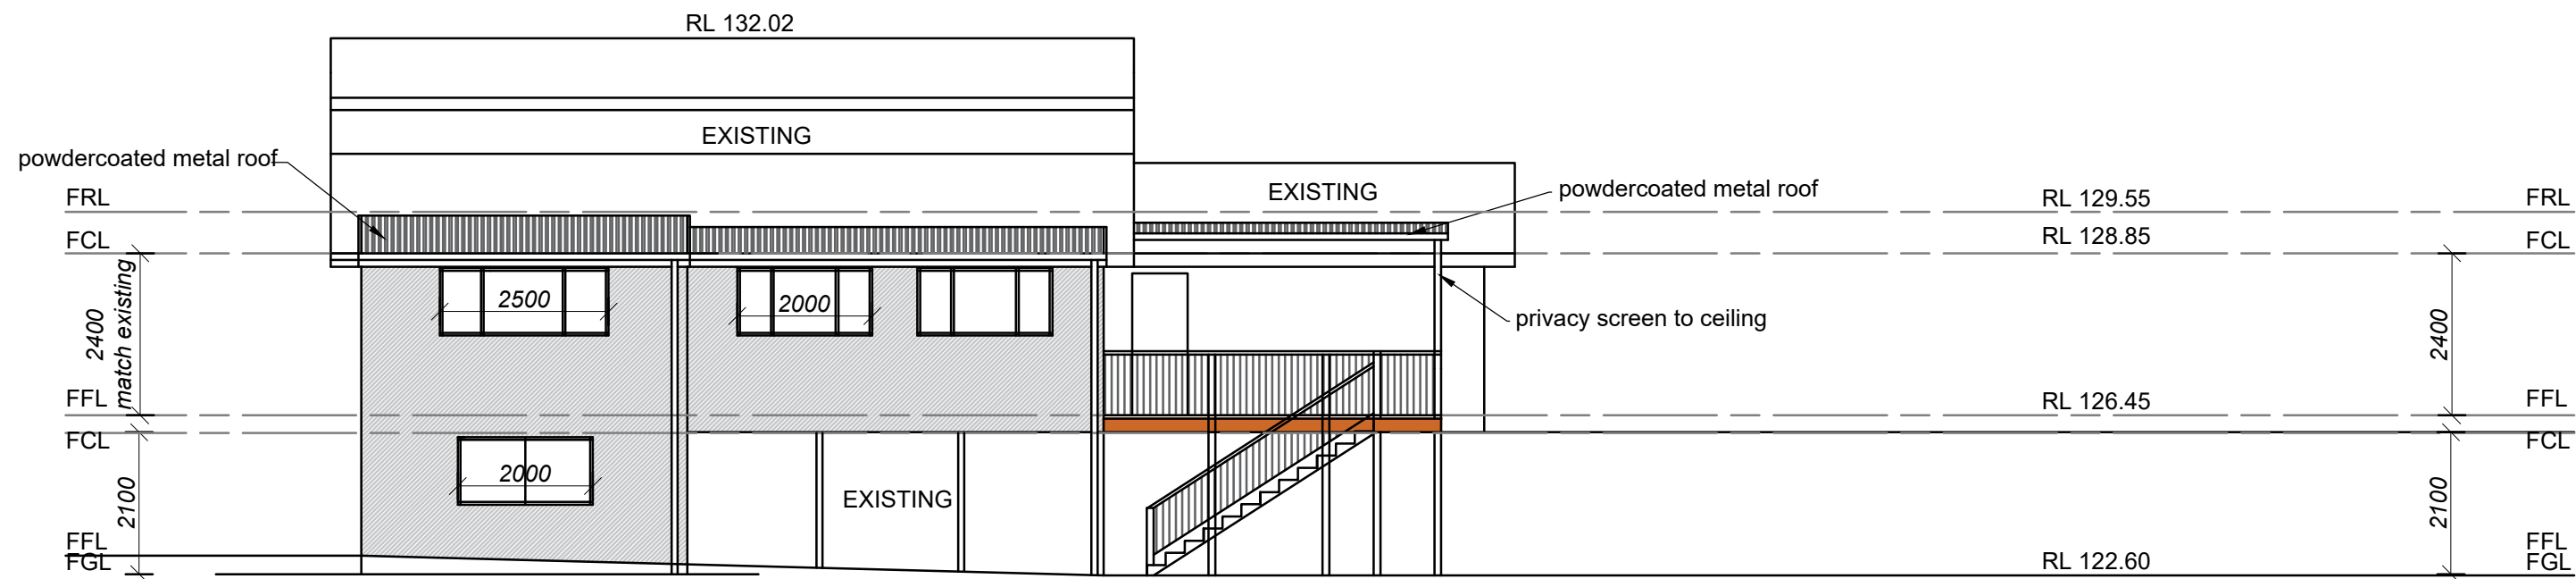 RL 132.02
EXISTING
powdercoated metal roof
EXISTING
powdercoated metal roof
FRL
RL 129.55
FRL
FCL
RL 128.85
FCL
2400
match existing
2500
2000
privacy screen to ceiling
2400
FFL
RL 126.45
FFL
FCL
FCL
2100
2000
EXISTING
2100
FFL
FFL
FGL
RL 122.60
FGL